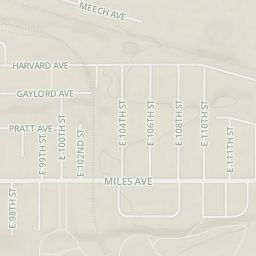 MEECH AVE
HARVARD AVE
GAYLORD AVE
PRATT AVE
E 98TH ST
E 99TH ST
E 100TH ST
E 102ND ST
E 104TH ST
E 106TH ST
E 108TH ST
E 110TH ST
E 111TH ST
MILES AVE